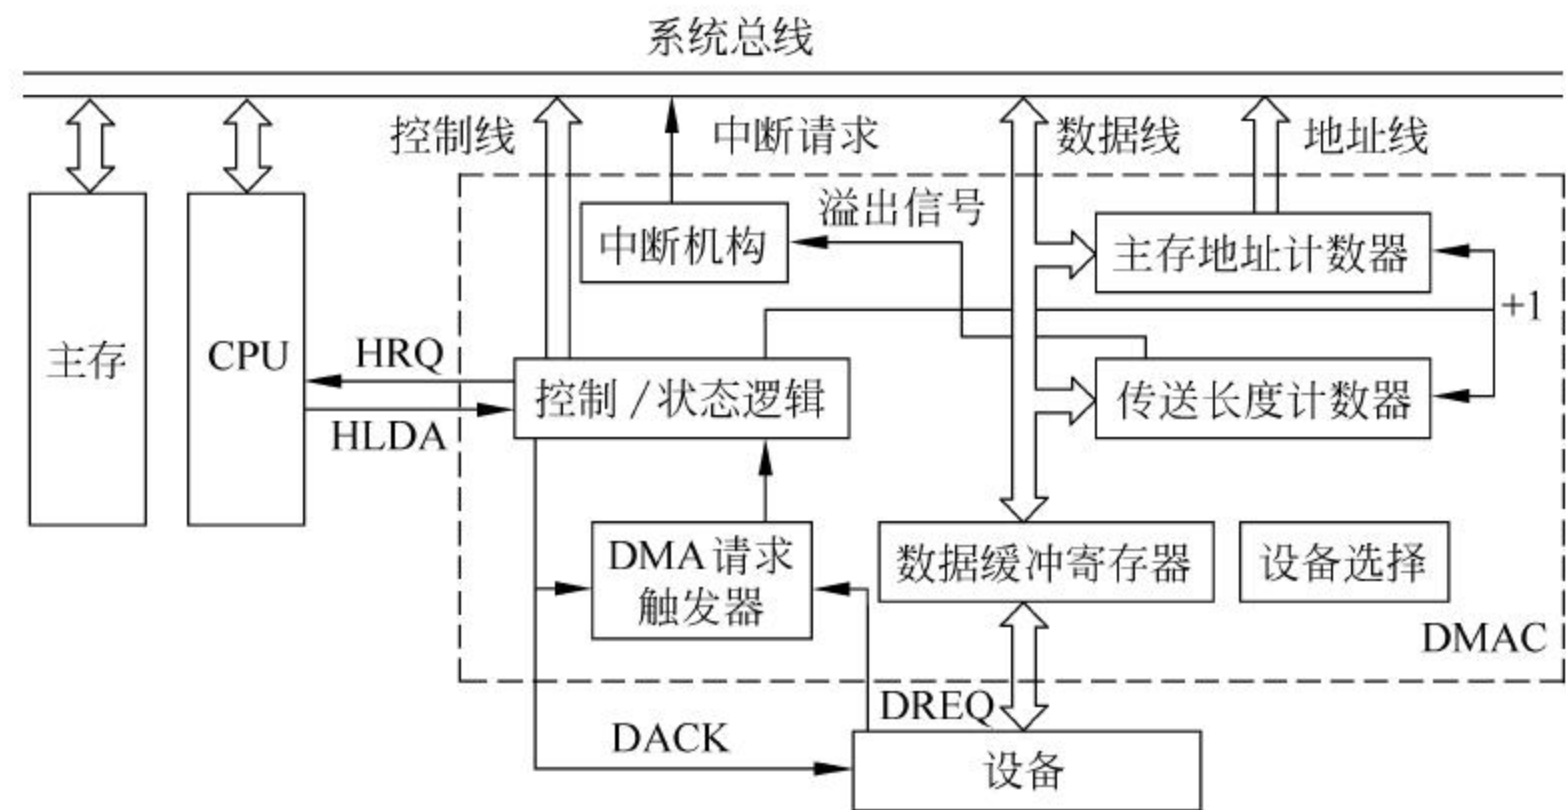 系统总线
控制线
中断请求
数据线
地址线
溢出信号
中断机构
主存地址计数器
+1
主存
CPU
HRQ
HLDA
控制/状态逻辑
传送长度计数器
DMA请求
触发器
数据缓冲寄存器
设备选择
DMAC
DREQ
DACK
设备